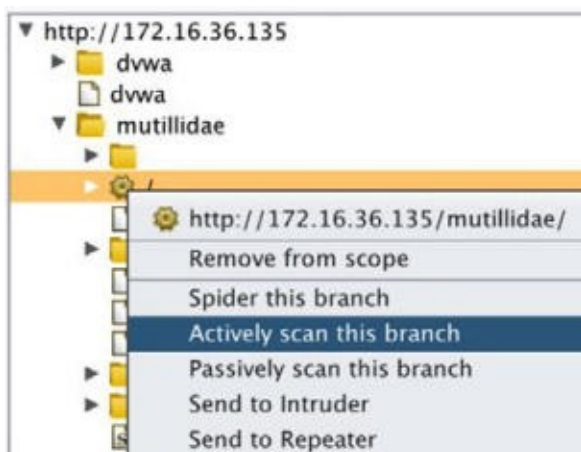 http://172.16.36.135
dvwa
dvwa
mutillidae
/
http://172.16.36.135/mutillidae/
Remove from scope
Spider this branch
Actively scan this branch
Passively scan this branch
Send to Intruder
Send to Repeater